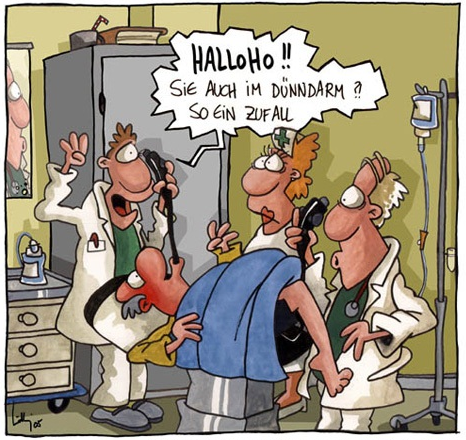 HALLOHO !!
SIE AUCH IM DÜNNDARM ?
SO EIN ZUFALL